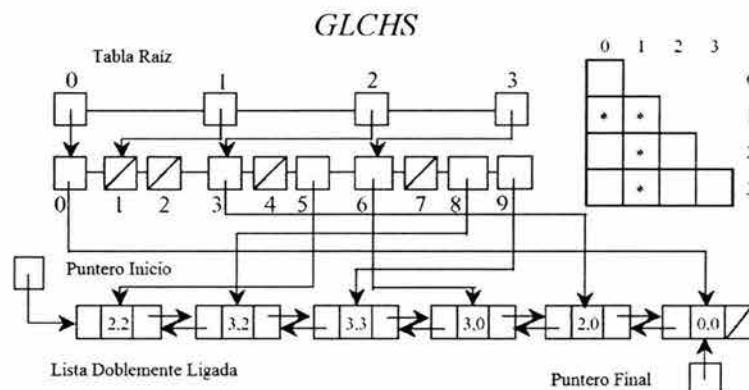 GLCHS
Tabla Raíz
0 1 2 3
0 1 2 3
* *
*
*
0 1 2 3 4 5 6 7 8 9
Puntero Inicio
2,2 3,2 3,3 3,0 2,0 0,0
Lista Doblemente Ligada
Puntero Final